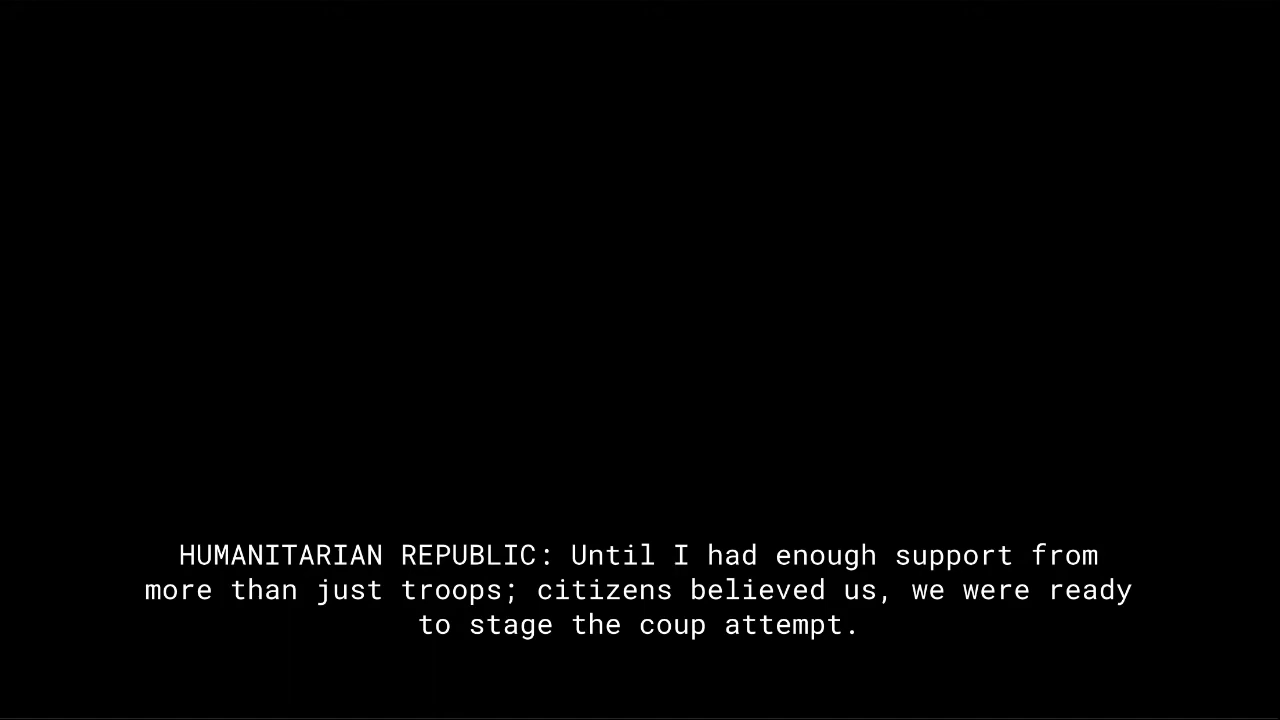 HUMANITARIAN REPUBLIC: Until I had enough support from
more than just troops; citizens believed us, we were ready
to stage the coup attempt.